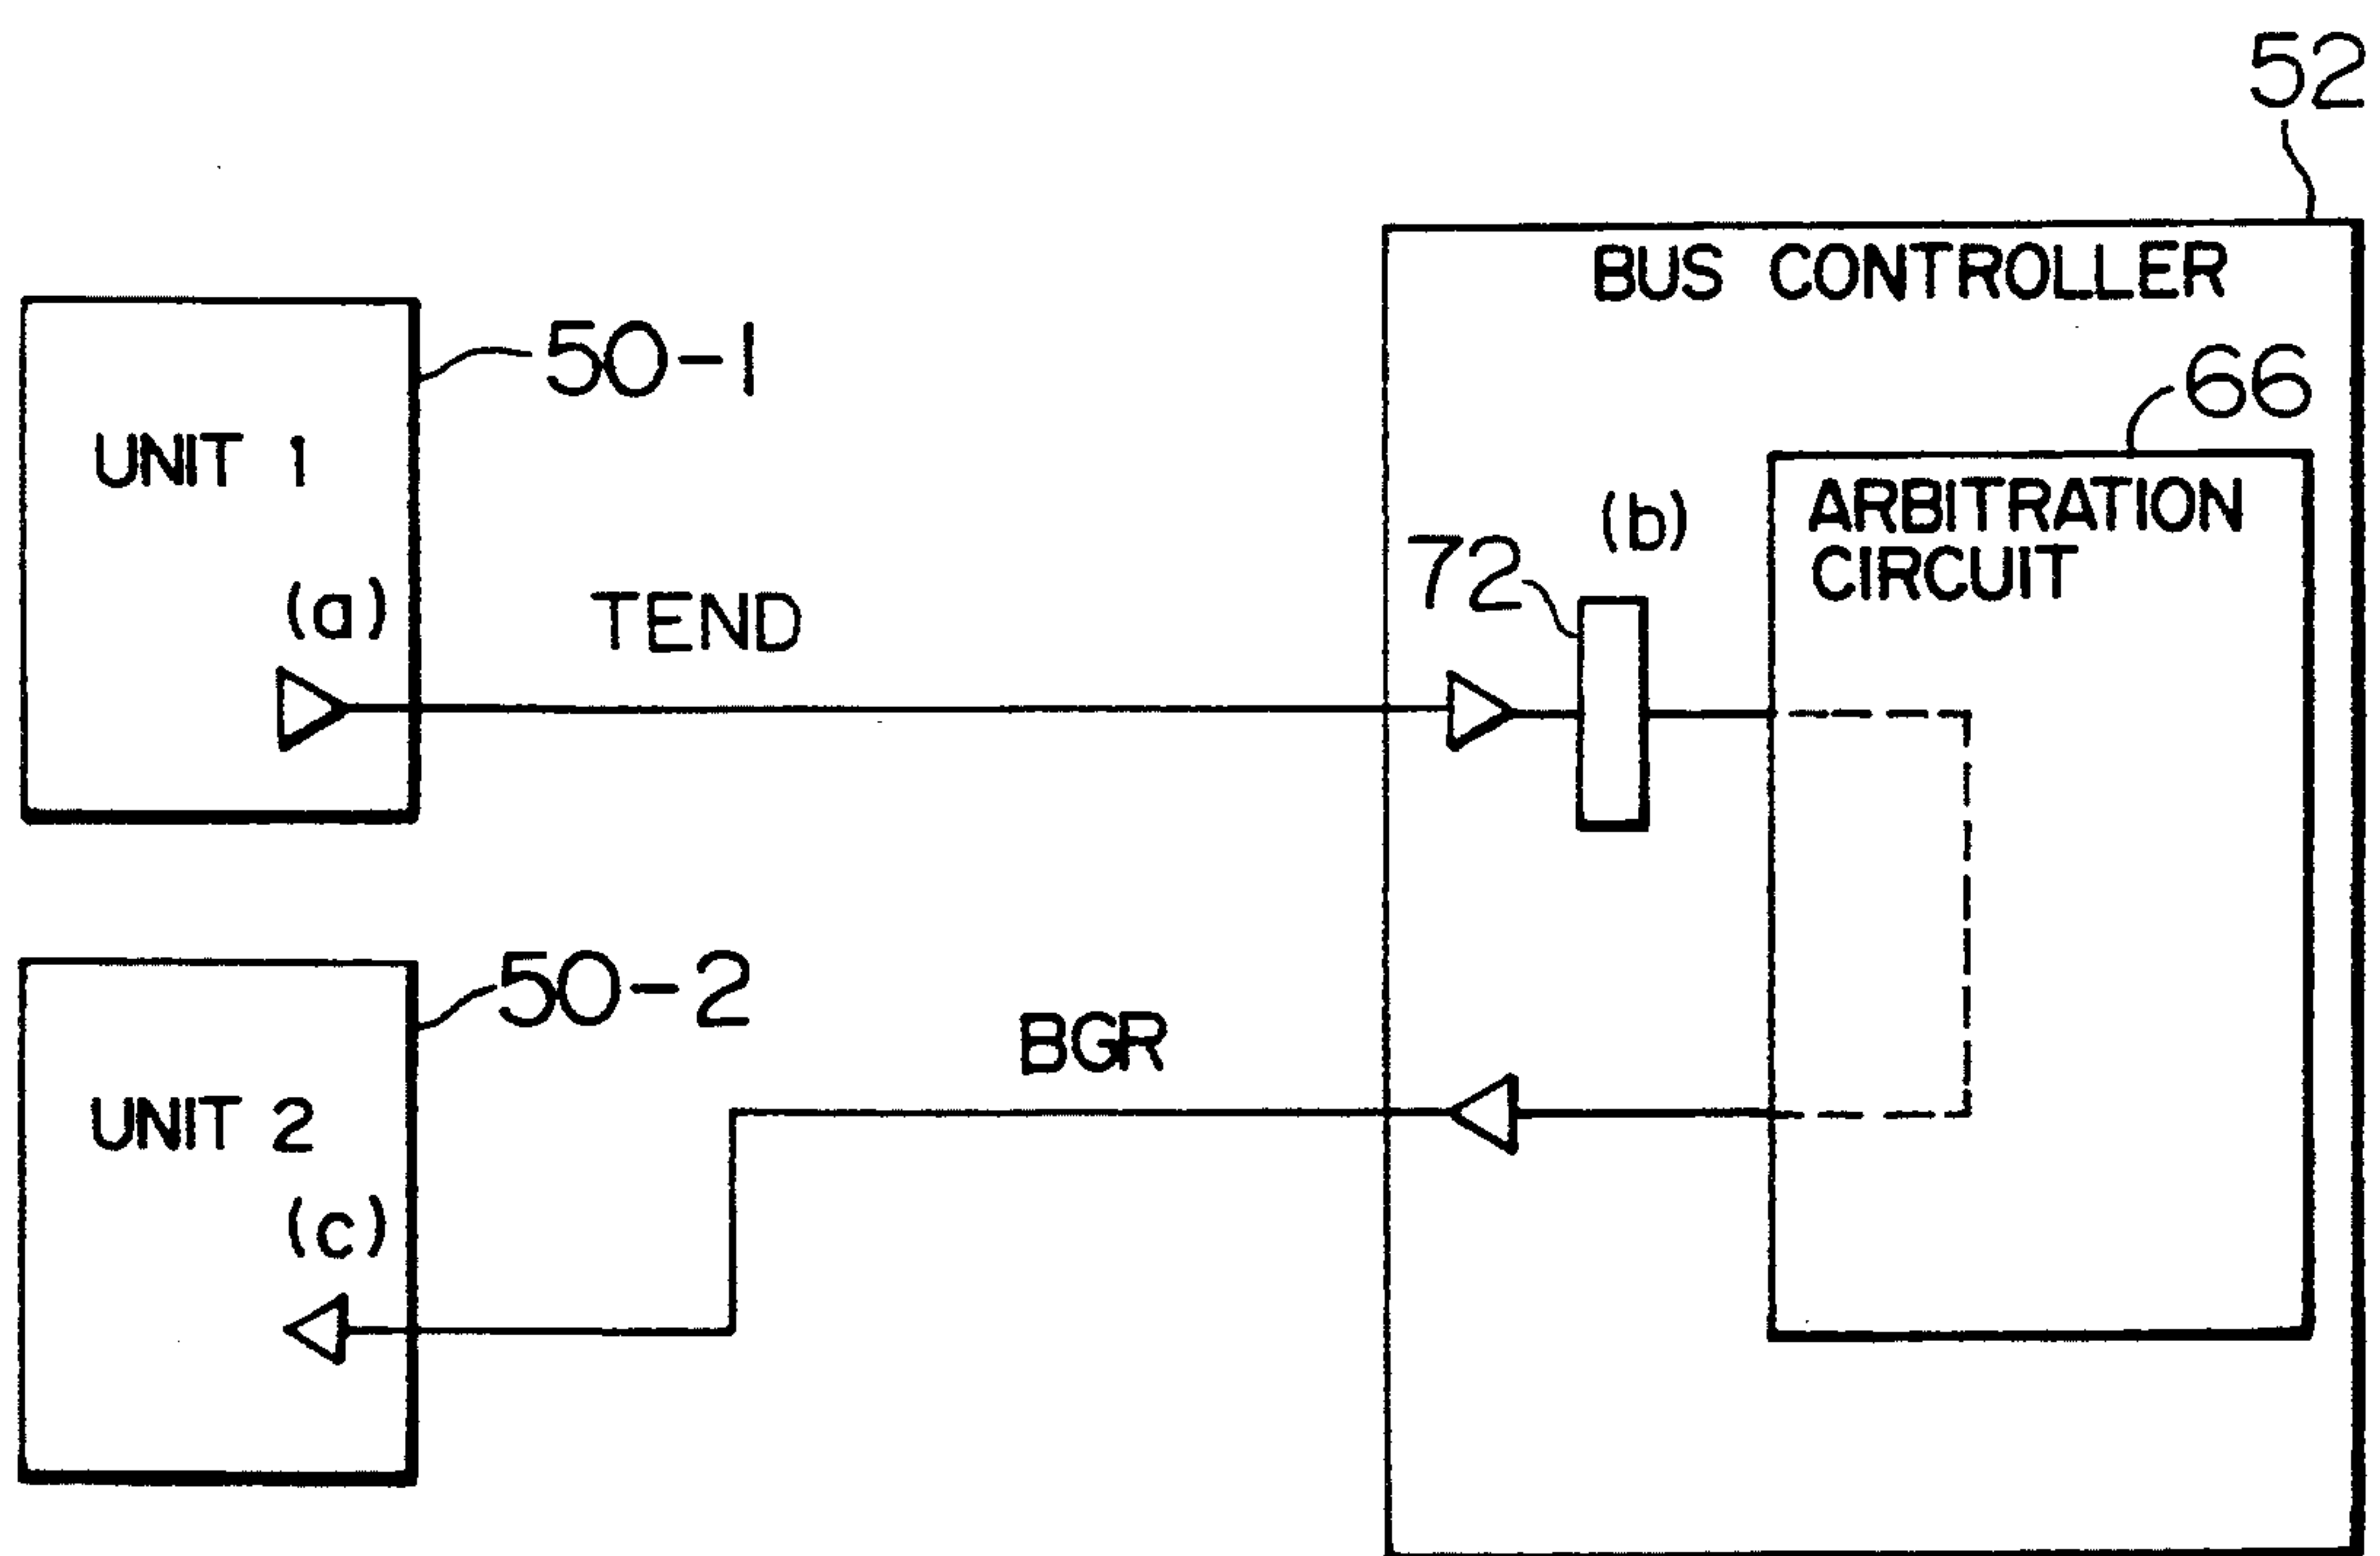 52
BUS CONTROLLER
50-1
66
UNIT 1
ARBITRATION
CIRCUIT
(b)
72
(a)
TEND
50-2
BGR
UNIT 2
(c)